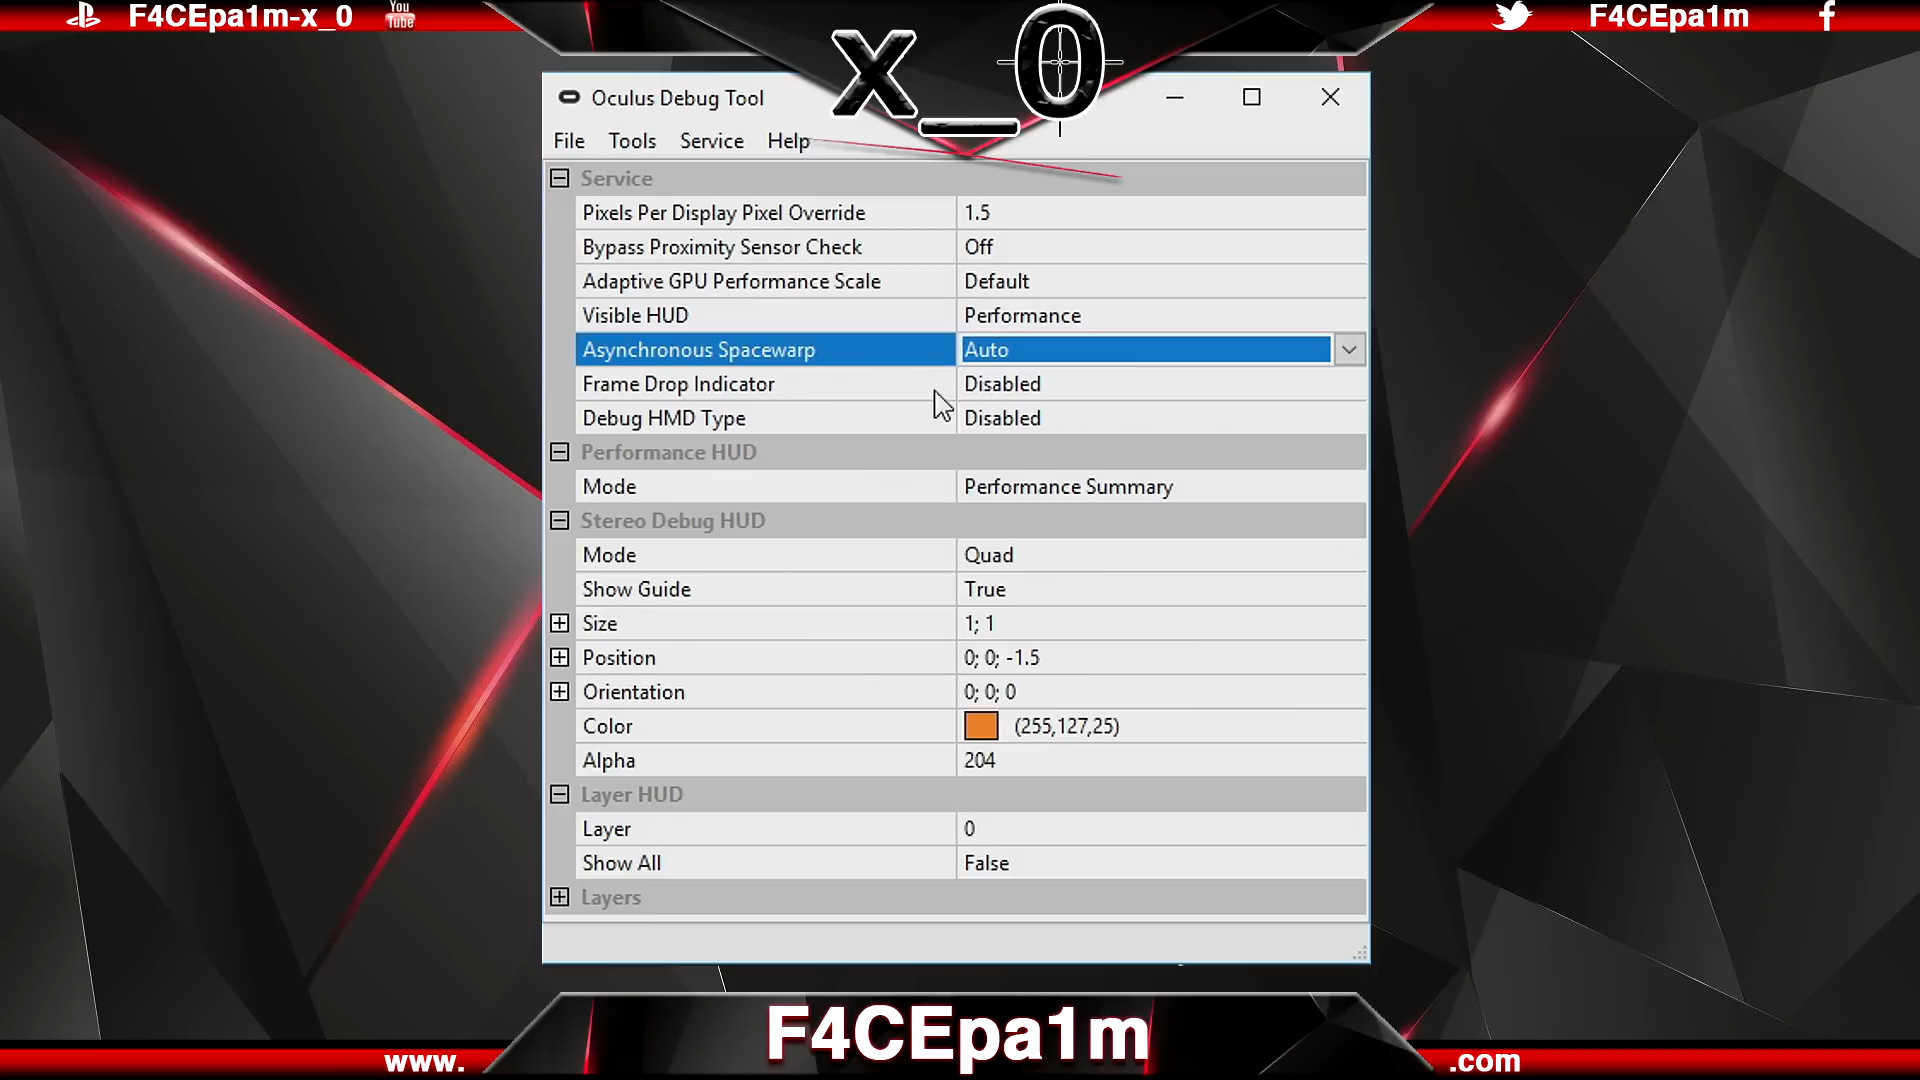 F4CEpa1m-x_0
You
Tube
F4CEpa1m
x_0
Oculus Debug Tool
File Tools Service Help
Service
Pixels Per Display Pixel Override 1.5
Bypass Proximity Sensor Check Off
Adaptive GPU Performance Scale Default
Visible HUD Performance
Asynchronous Spacewarp Auto
Frame Drop Indicator Disabled
Debug HMD Type Disabled
Performance HUD
Mode Performance Summary
Stereo Debug HUD
Mode Quad
Show Guide True
Size 1; 1
Position 0; 0; -1.5
Orientation 0; 0; 0
Color (255,127,25)
Alpha 204
Layer HUD
Layer 0
Show All False
Layers
www. F4CEpa1m .com